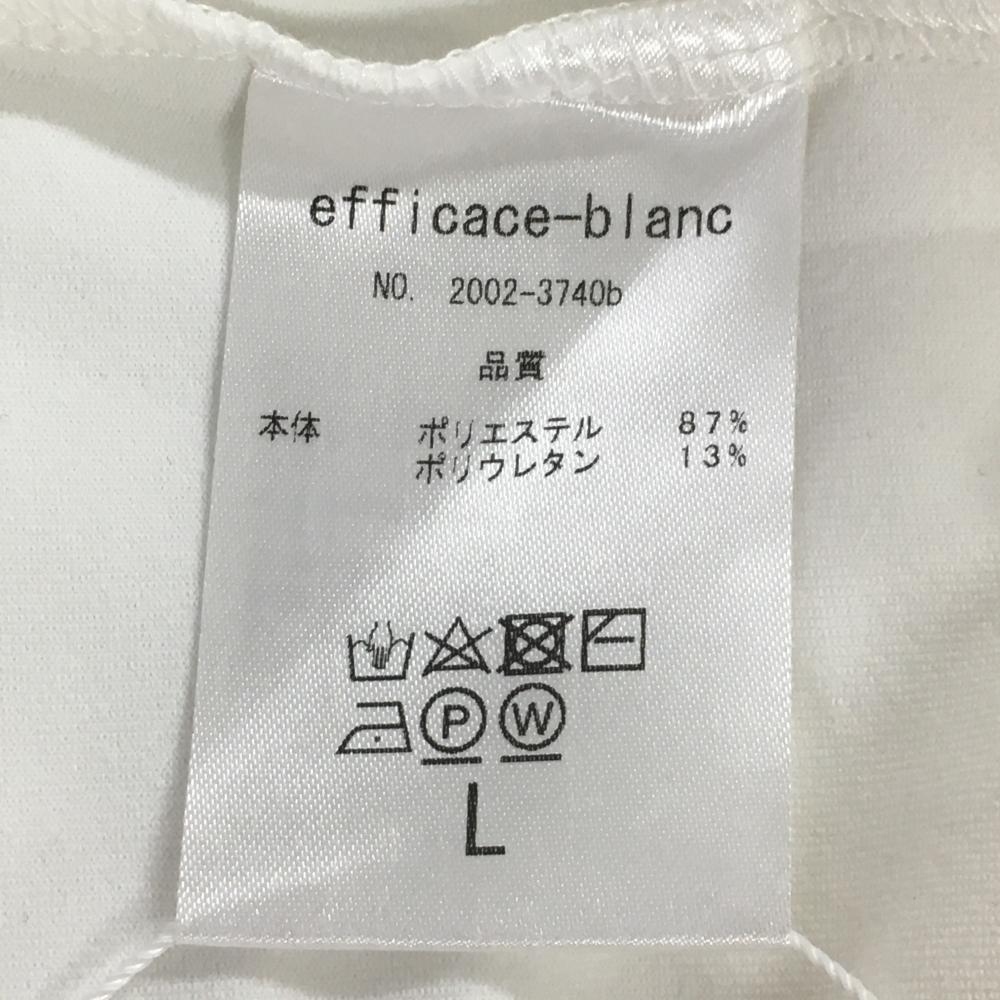 efficace-blanc
NO. 2002-3740b
品質
本体 ポリエステル 87%
ポリウレタン 13%
P W
L